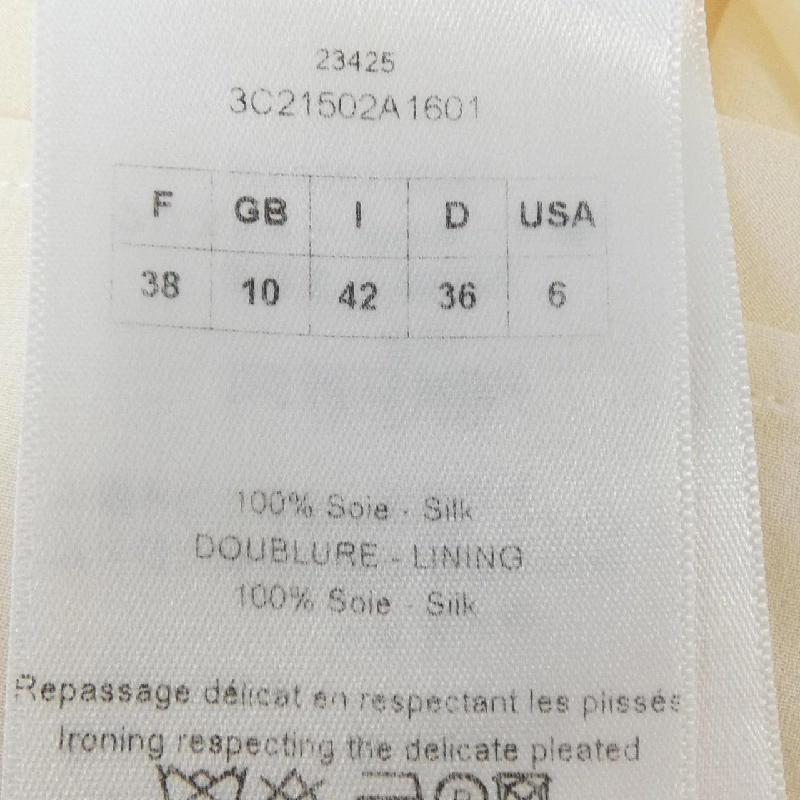 23425
3C21502A1601
F GB I D USA
38 10 42 36 6
100% Soie - Silk
DOUBLURE - LINING
100% Soie - Silk
Repassage délicat en respectant les plissés
Ironing respecting the delicate pleated